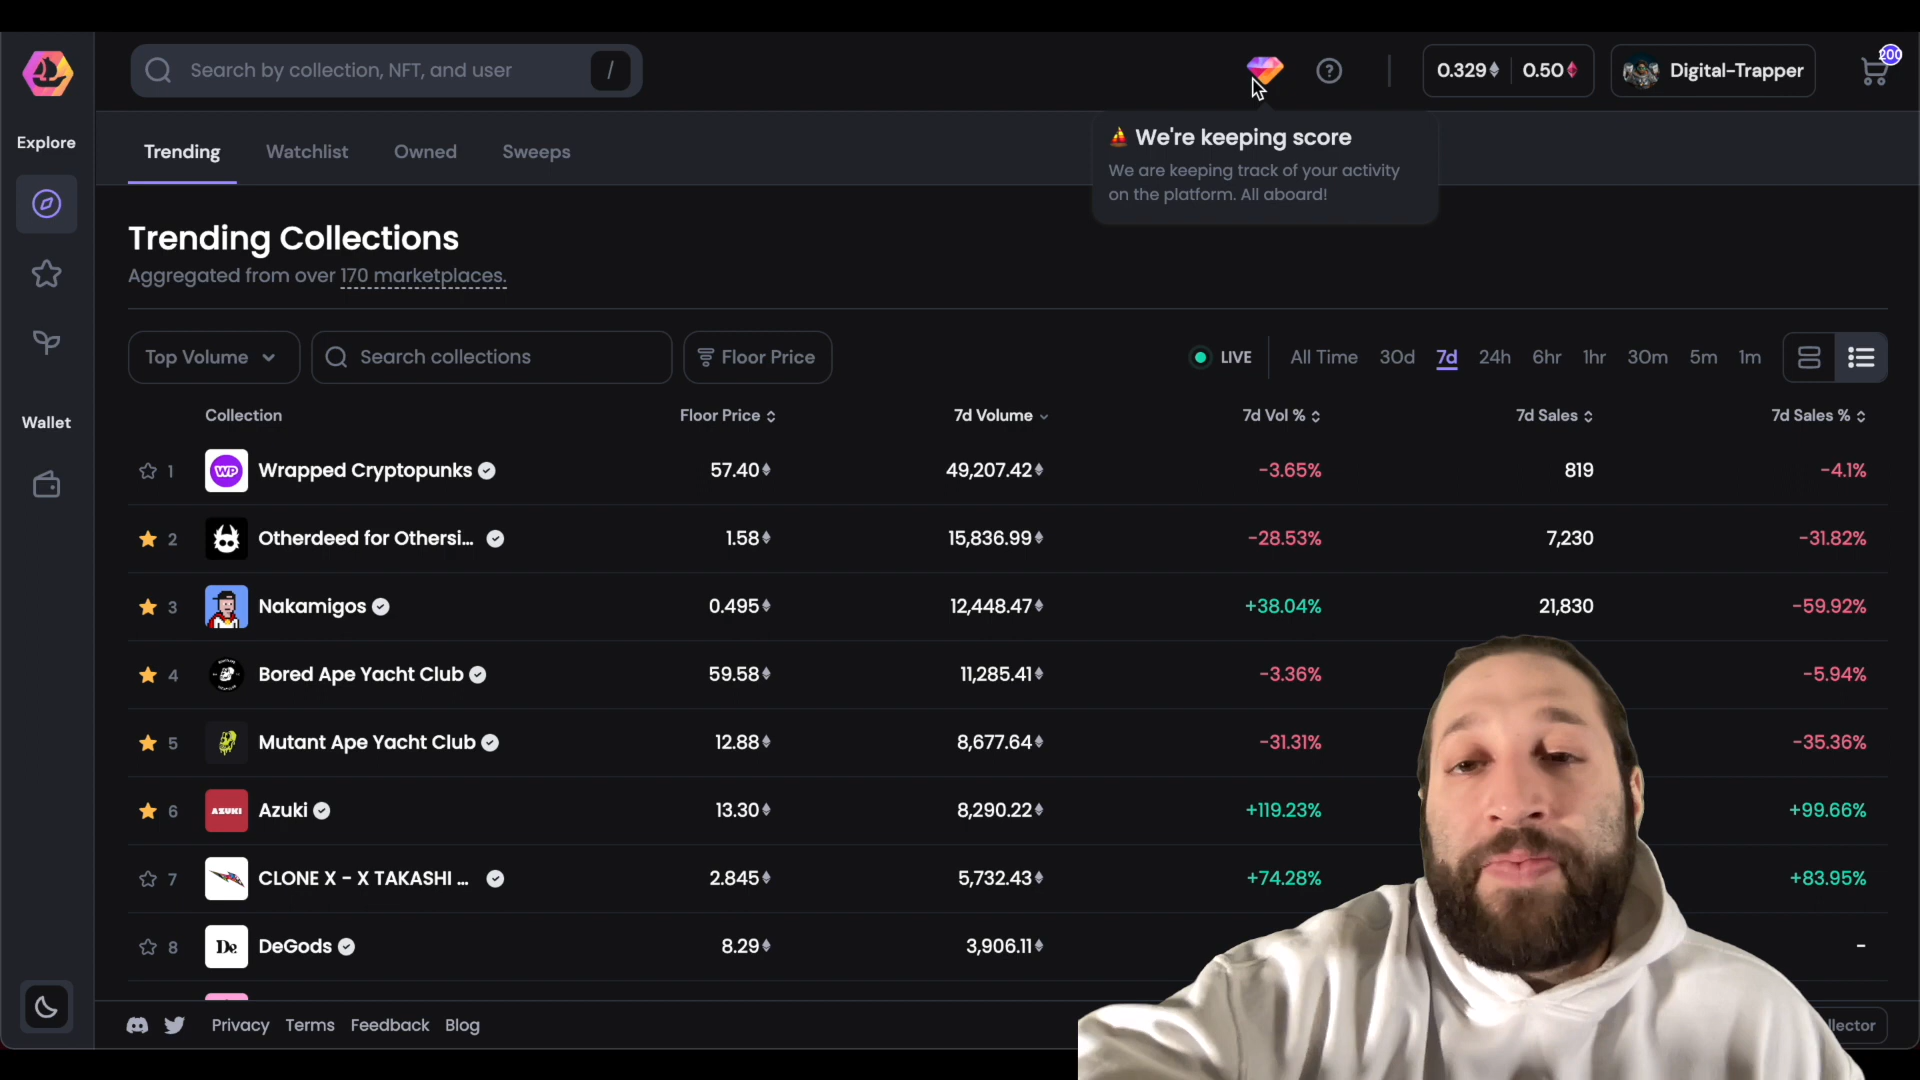 Search by collection, NFT, and user /
0.329 0.50 Digital-Trapper 200
Explore
Trending Watchlist Owned Sweeps
We're keeping score
We are keeping track of your activity
on the platform. All aboard!
Trending Collections
Aggregated from over 170 marketplaces.
Top Volume Search collections Floor Price LIVE All Time 30d 7d 24h 6hr 1hr 30m 5m 1m
Collection Floor Price 7d Volume 7d Vol % 7d Sales 7d Sales %
Wallet
1 WP Wrapped Cryptopunks 57.40 49,207.42 -3.65% 819 -4.1%
2 Otherdeed for Othersi... 1.58 15,836.99 -28.53% 7,230 -31.82%
3 Nakamigos 0.495 12,448.47 +38.04% 21,830 -59.92%
4 Bored Ape Yacht Club 59.58 11,285.41 -3.36% -5.94%
5 Mutant Ape Yacht Club 12.88 8,677.64 -31.31% -35.36%
6 AZUKI Azuki 13.30 8,290.22 +119.23% +99.66%
7 CLONE X - X TAKASHI ... 2.845 5,732.43 +74.28% +83.95%
8 De DeGods 8.29 3,906.11 -
Privacy Terms Feedback Blog llector